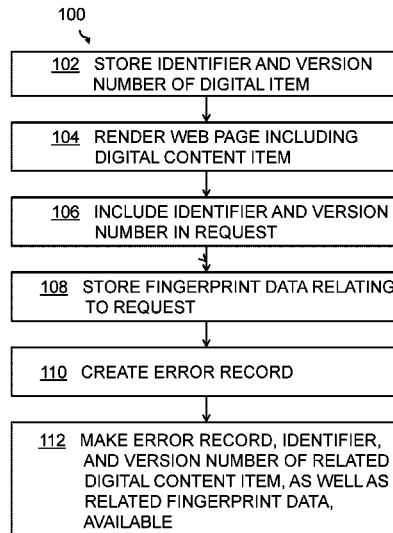 100
102 STORE IDENTIFIER AND VERSION
NUMBER OF DIGITAL ITEM
104 RENDER WEB PAGE INCLUDING
DIGITAL CONTENT ITEM
106 INCLUDE IDENTIFIER AND VERSION
NUMBER IN REQUEST
108 STORE FINGERPRINT DATA RELATING
TO REQUEST
110 CREATE ERROR RECORD
112 MAKE ERROR RECORD, IDENTIFIER,
AND VERSION NUMBER OF RELATED
DIGITAL CONTENT ITEM, AS WELL AS
RELATED FINGERPRINT DATA,
AVAILABLE